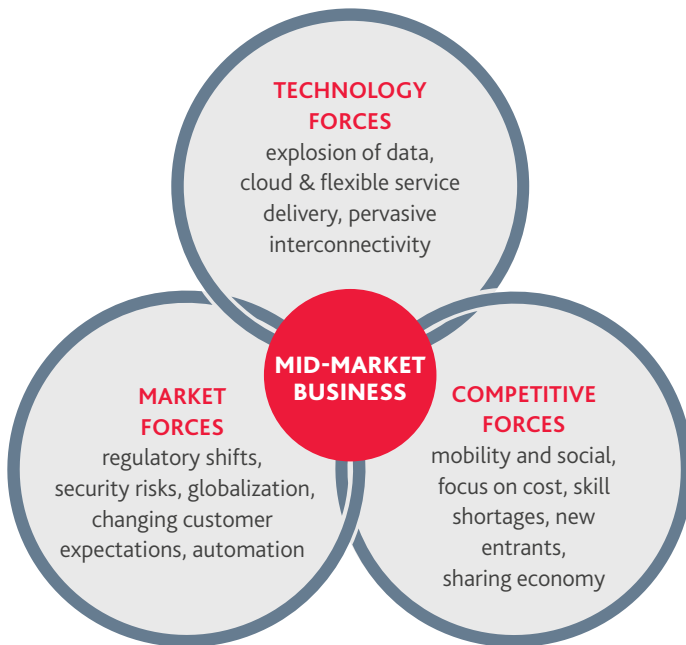 TECHNOLOGY
FORCES
explosion of data,
cloud & flexible service
delivery, pervasive
interconnectivity
MID-MARKET
BUSINESS
MARKET
FORCES
regulatory shifts,
security risks, globalization,
changing customer
expectations, automation
COMPETITIVE
FORCES
mobility and social,
focus on cost, skill
shortages, new
entrants,
sharing economy